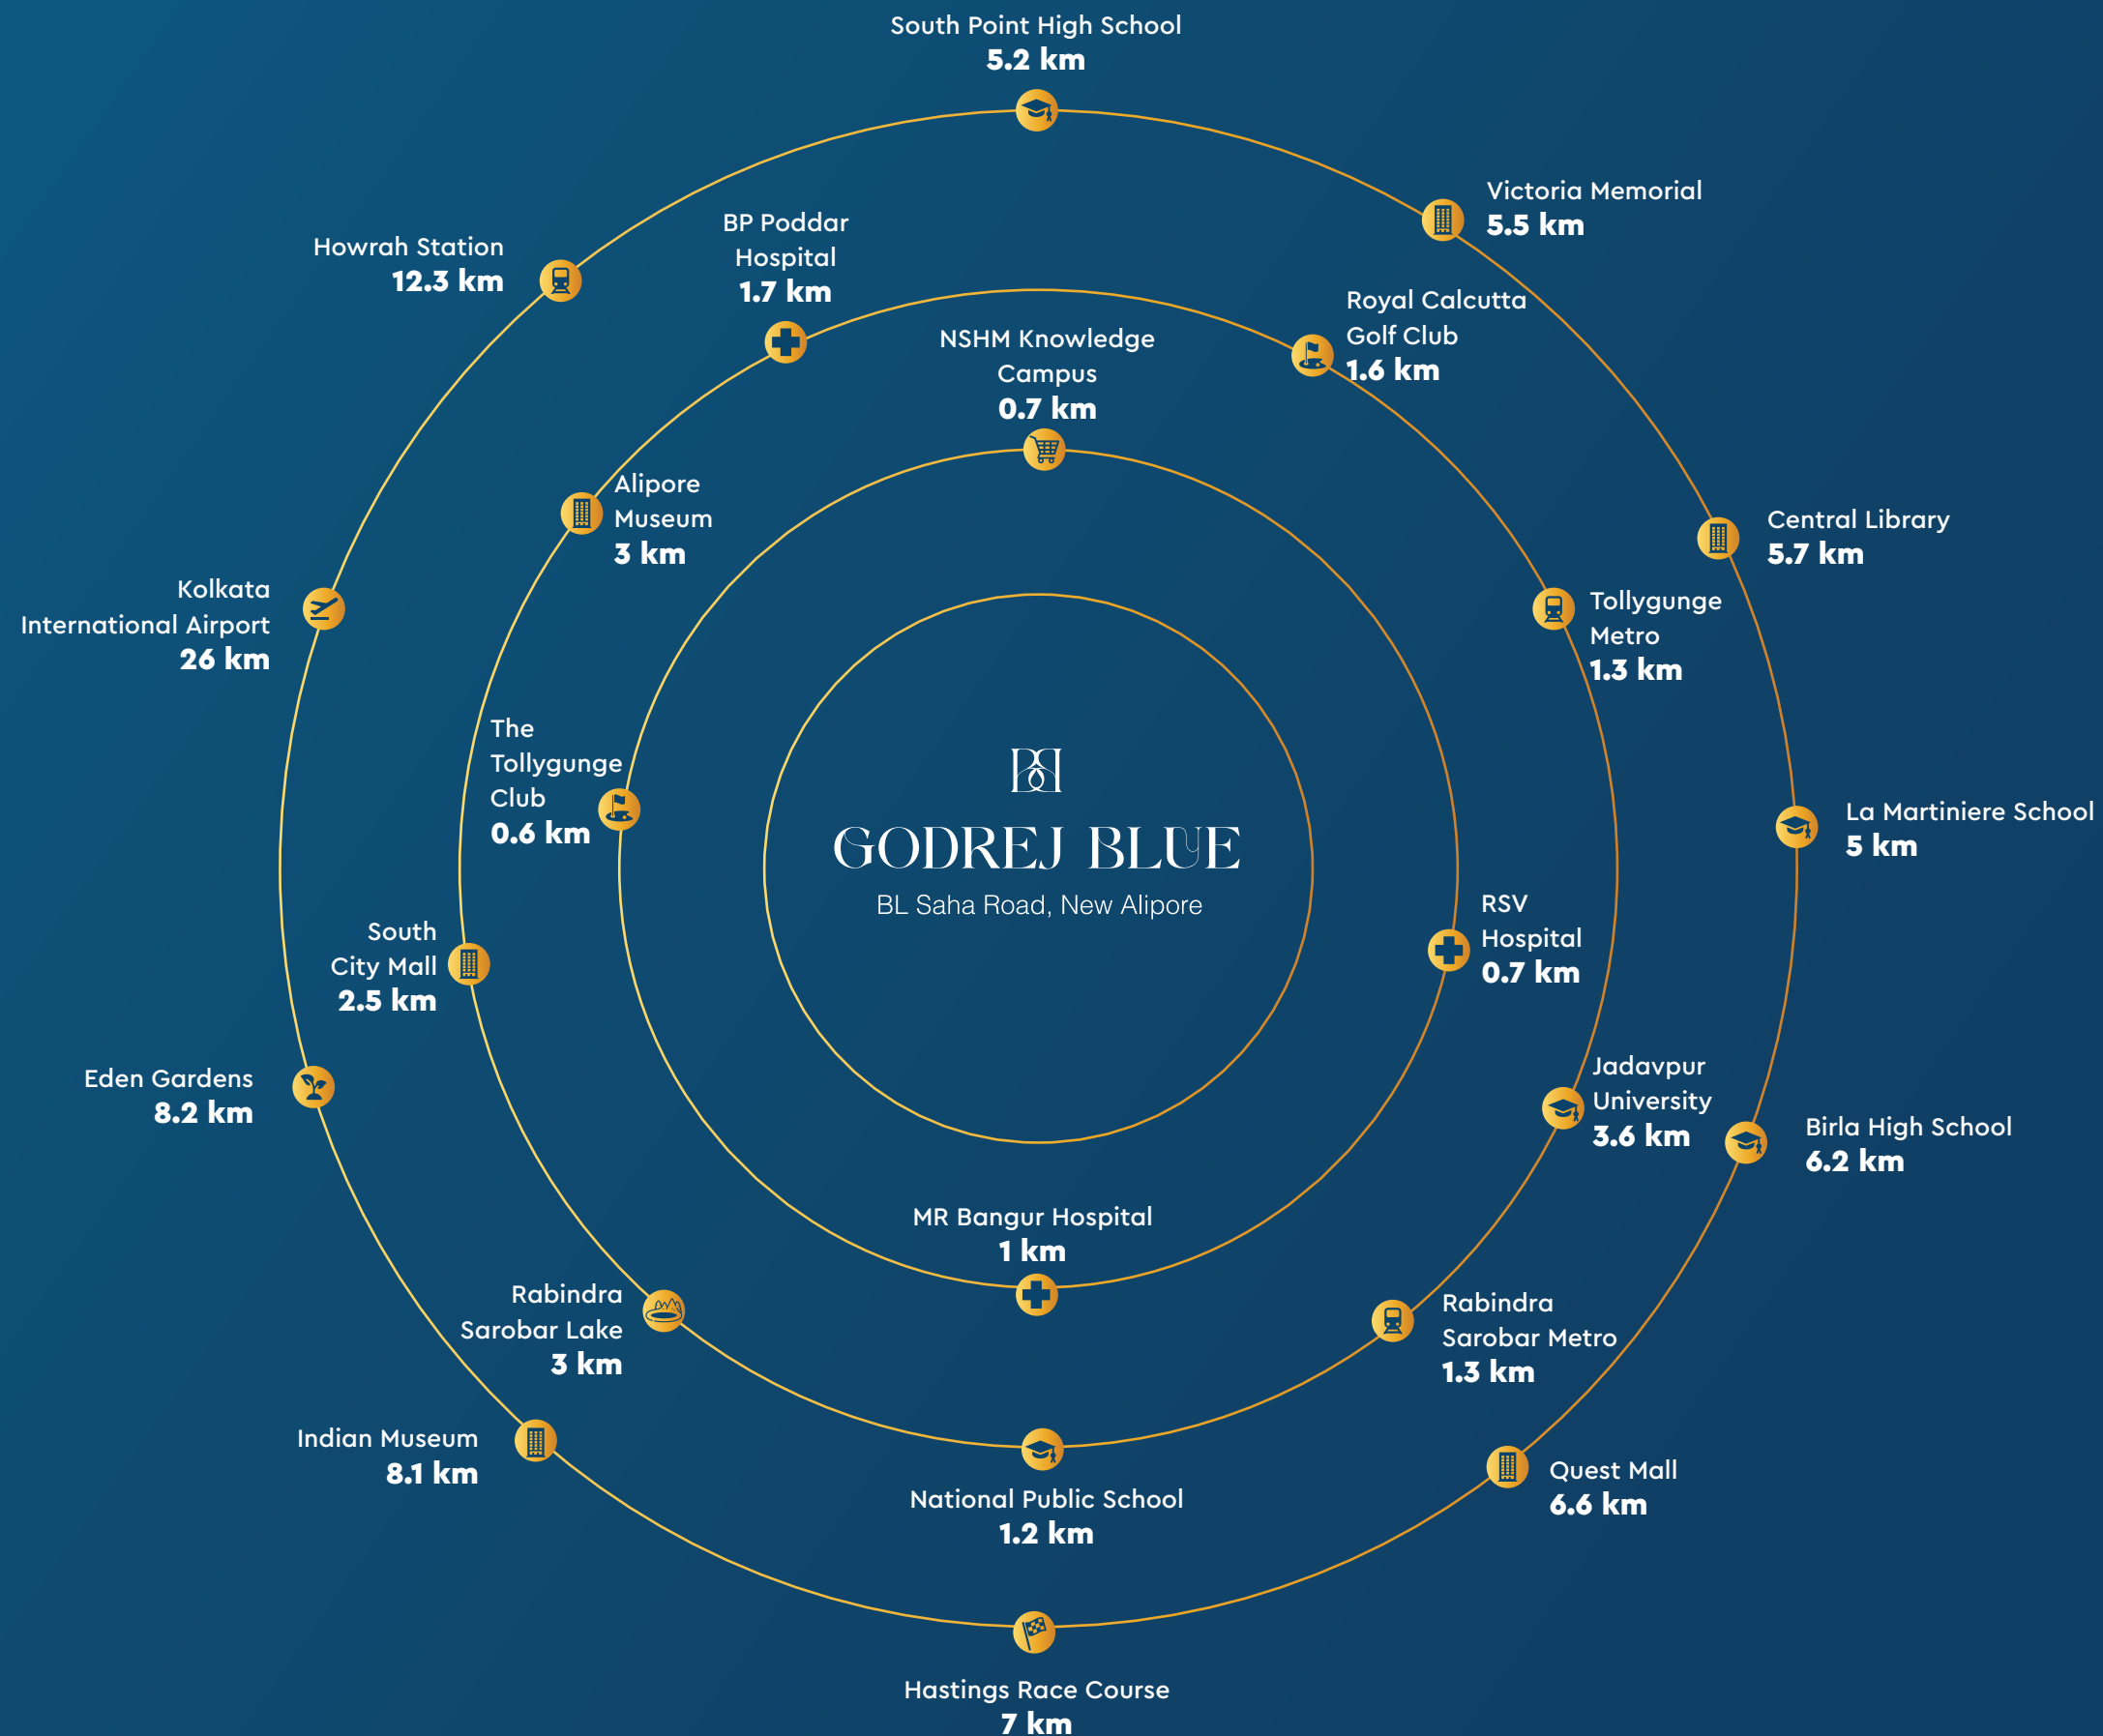 South Point High School
5.2 km
Victoria Memorial
5.5 km
Howrah Station
12.3 km
BP Poddar
Hospital
1.7 km
Royal Calcutta
Golf Club
1.6 km
NSHM Knowledge
Campus
0.7 km
Alipore
Museum
3 km
Central Library
5.7 km
Kolkata
International Airport
26 km
Tollygunge
Metro
1.3 km
The
Tollygunge
Club
0.6 km
GODREJ BLUE
BL Saha Road, New Alipore
La Martiniere School
5 km
RSV
Hospital
0.7 km
South
City Mall
2.5 km
Eden Gardens
8.2 km
Jadavpur
University
3.6 km
Birla High School
6.2 km
MR Bangur Hospital
1 km
Rabindra
Sarobar Lake
3 km
Rabindra
Sarobar Metro
1.3 km
Indian Museum
8.1 km
National Public School
1.2 km
Quest Mall
6.6 km
Hastings Race Course
7 km